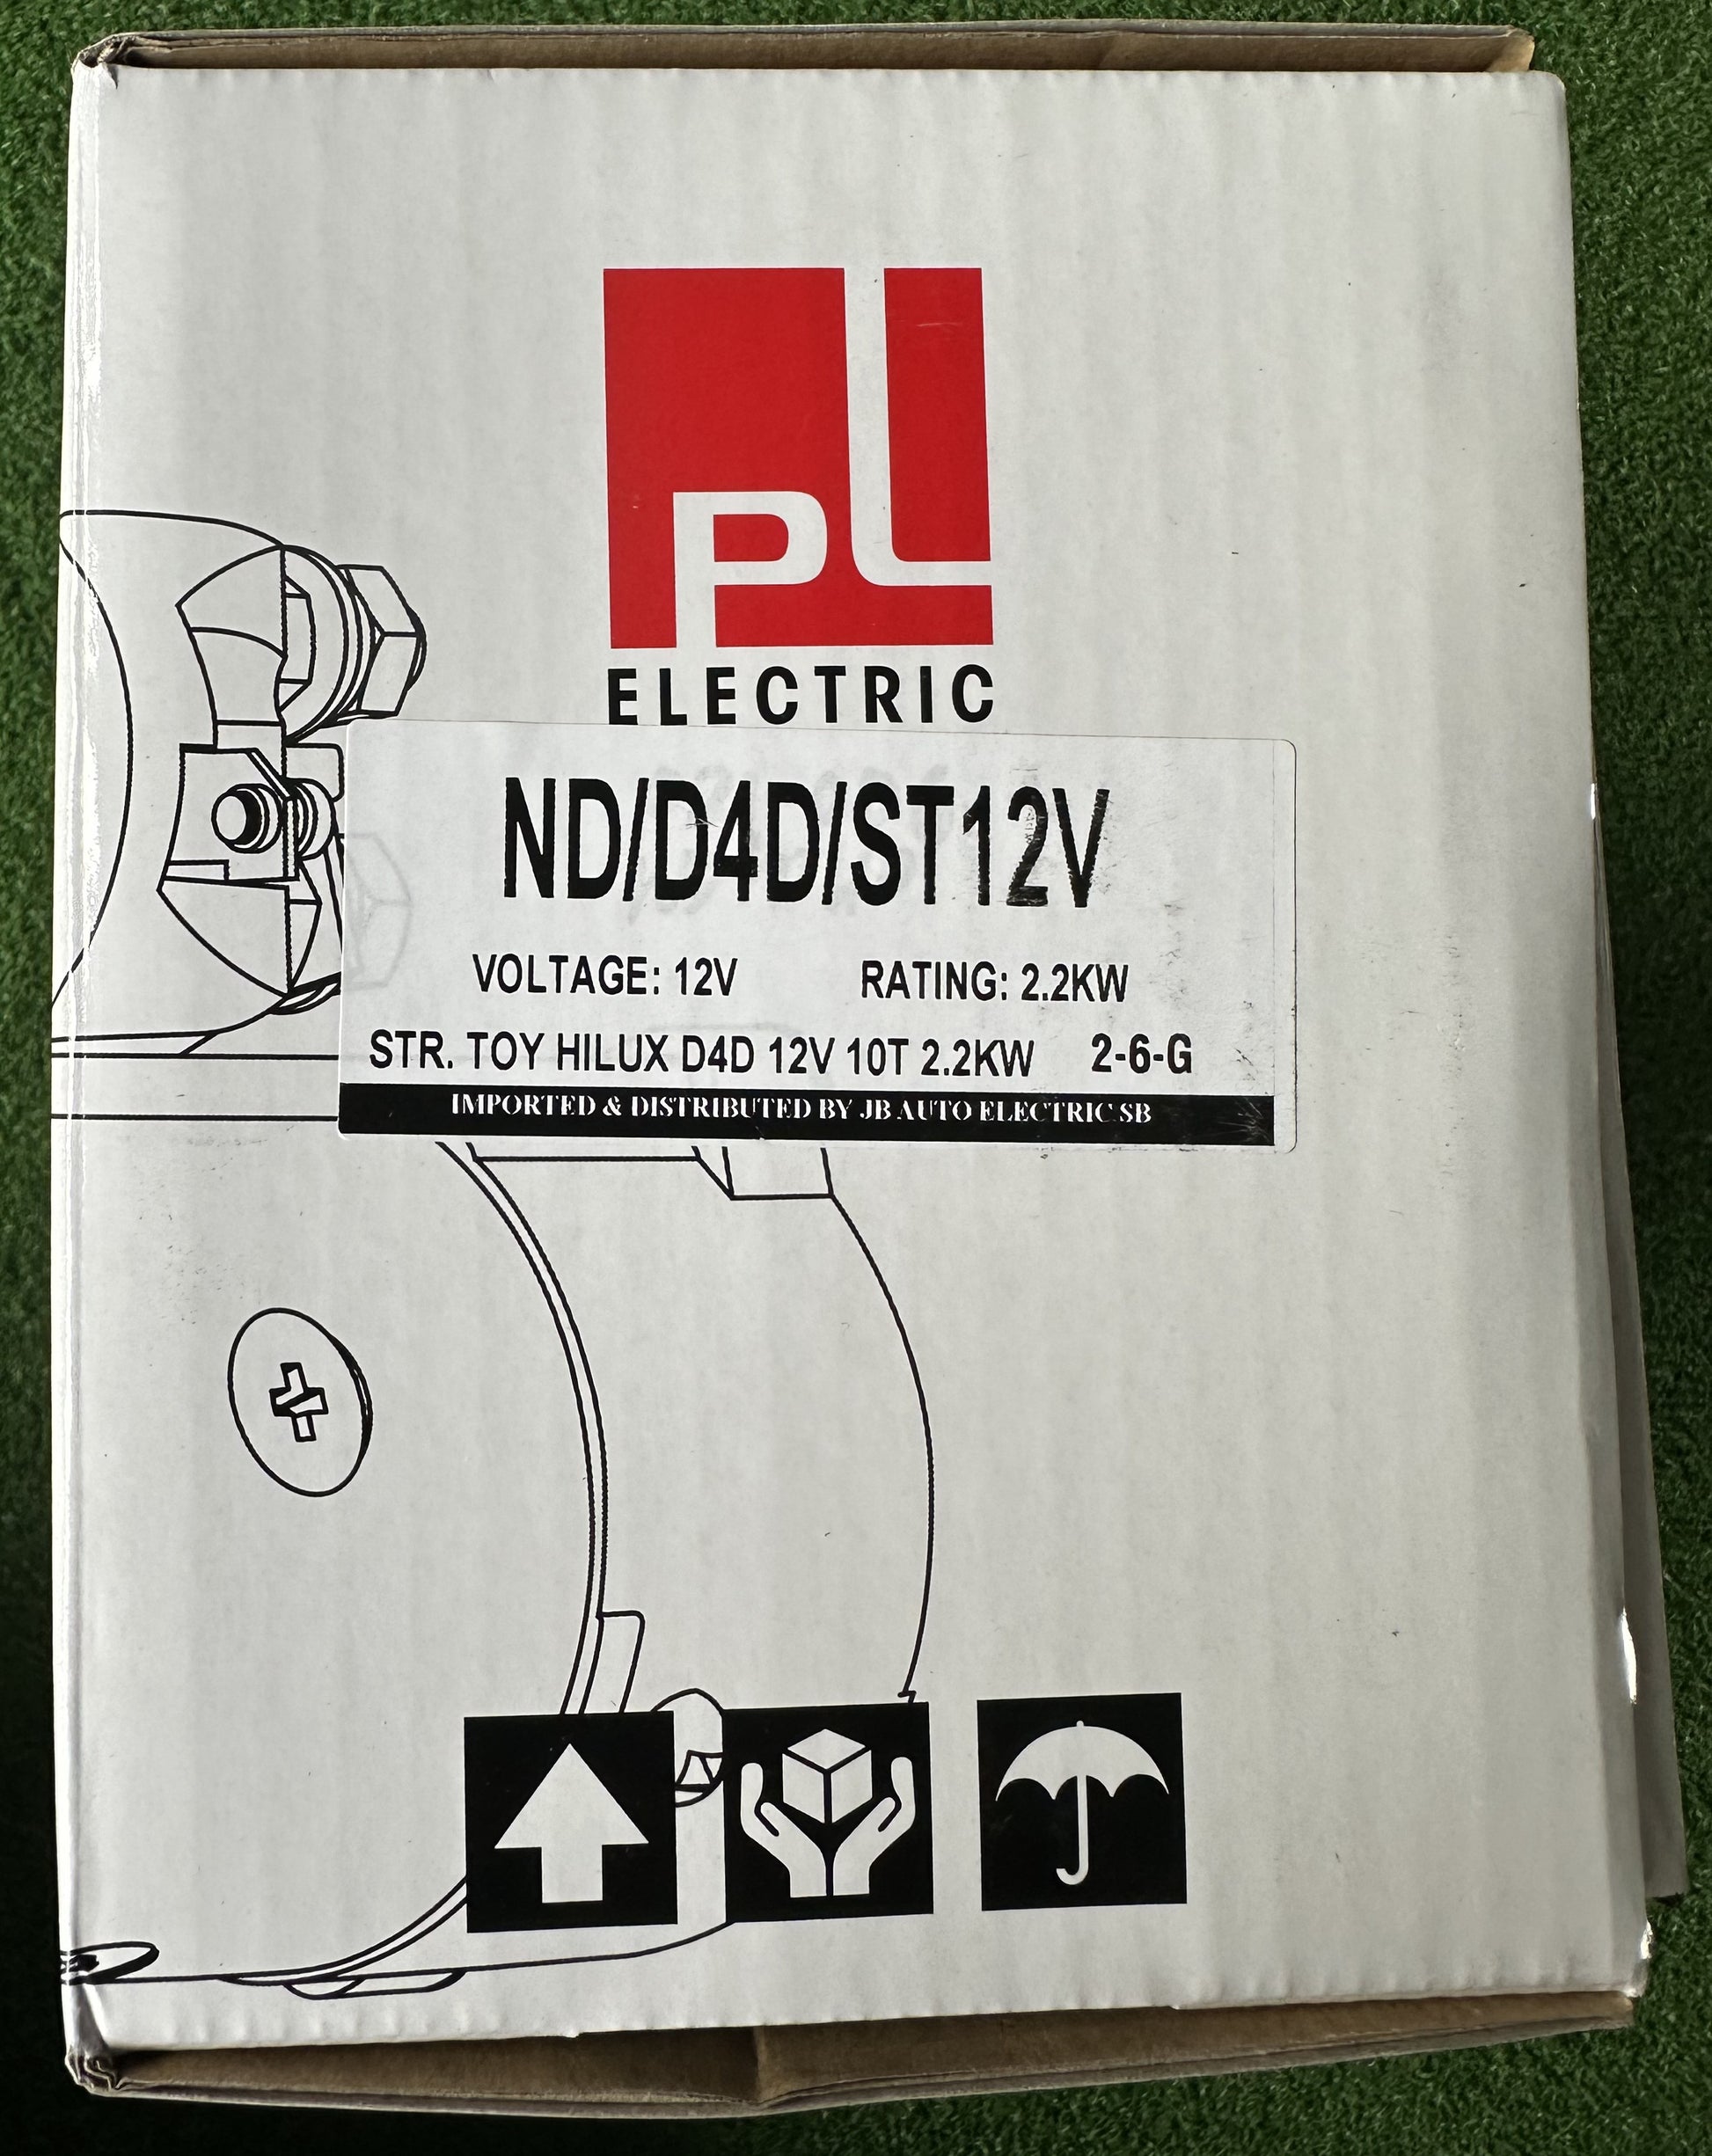 PL
ELECTRIC
ND/D4D/ST12V
VOLTAGE: 12V RATING: 2.2KW
STR. TOY HILUX D4D 12V 10T 2.2KW 2-6-G
IMPORTED & DISTRIBUTED BY JB AUTO ELECTRIC SB